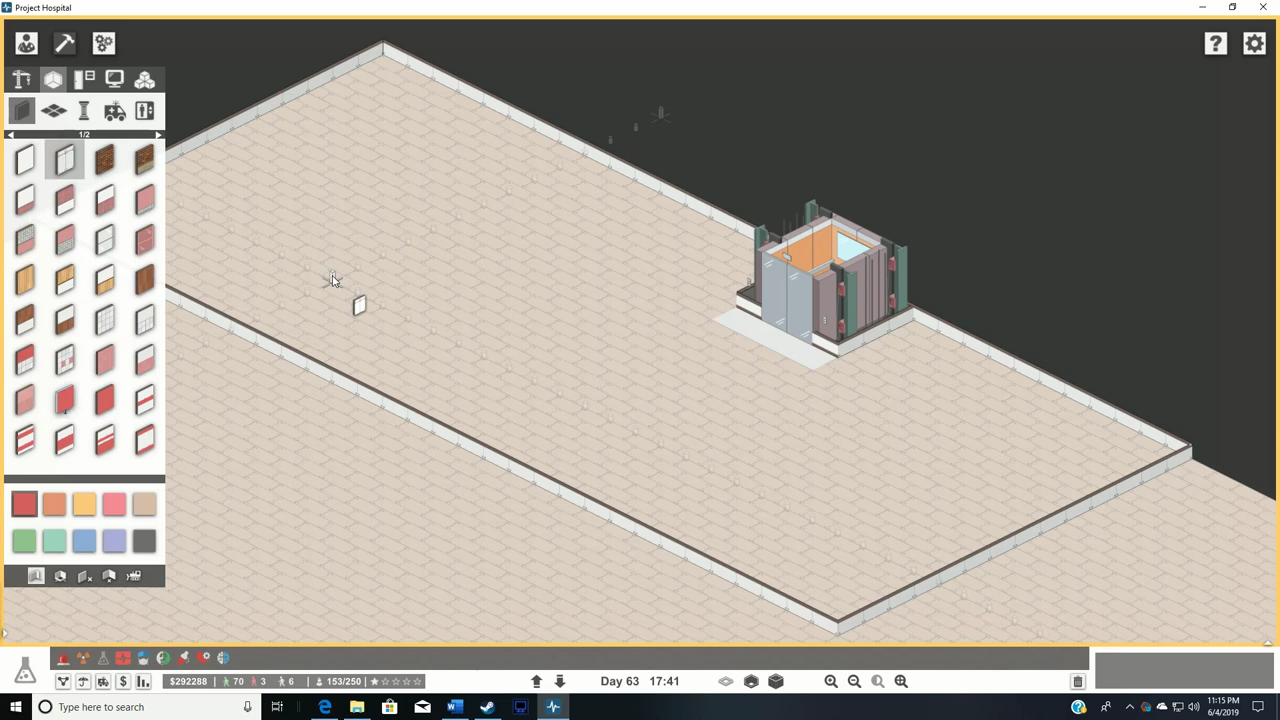 Project Hospital
?
1/2
$292288 70 3 6 153/250
Day 63 17:41
Type here to search
11:15 PM
6/4/2019